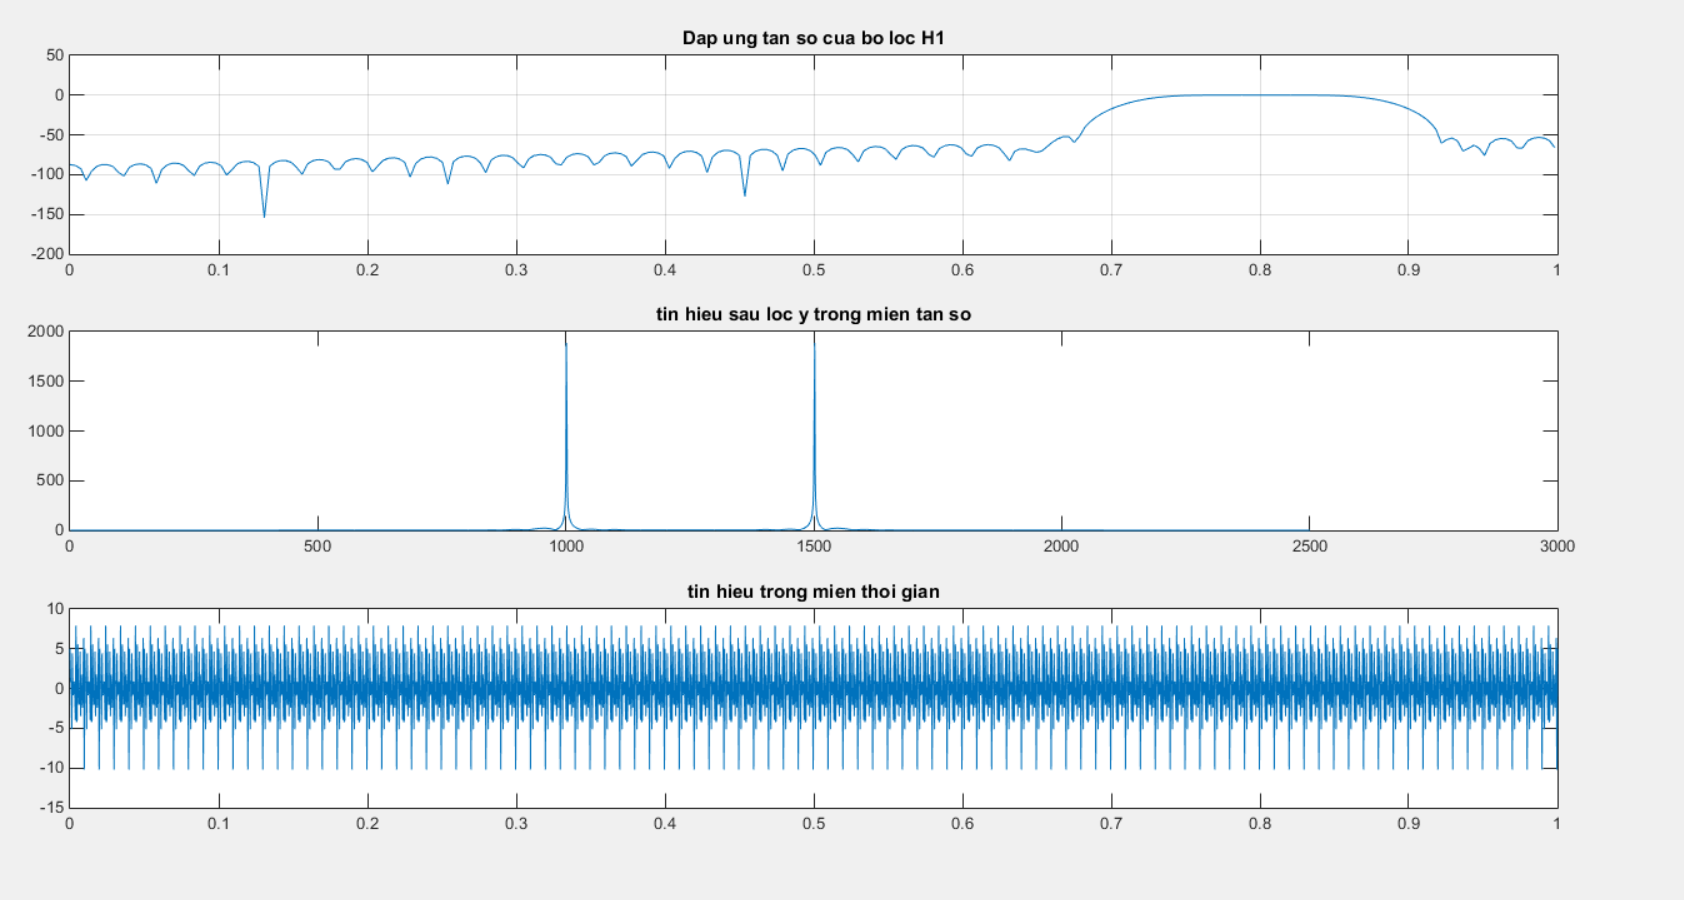 Dap ung tan so cua bo loc H1
50
0
-50
-100
-150
-200
0 0.1 0.2 0.3 0.4 0.5 0.6 0.7 0.8 0.9 1
tin hieu sau loc y trong mien tan so
2000
1500
1000
500
0
0 500 1000 1500 2000 2500 3000
tin hieu trong mien thoi gian
10
5
0
-5
-10
-15
0 0.1 0.2 0.3 0.4 0.5 0.6 0.7 0.8 0.9 1